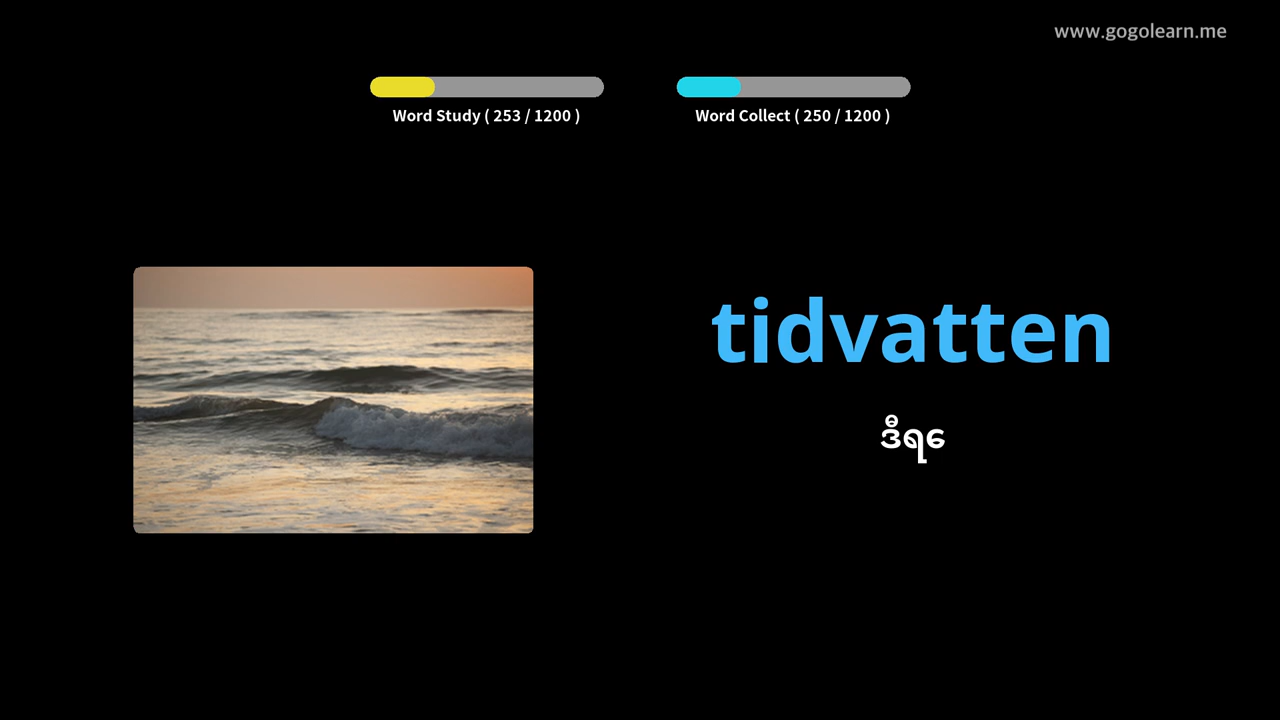 www.gogolearn.me
Word Study ( 253 / 1200 )
Word Collect ( 250 / 1200 )
tidvatten
ဒီရေ